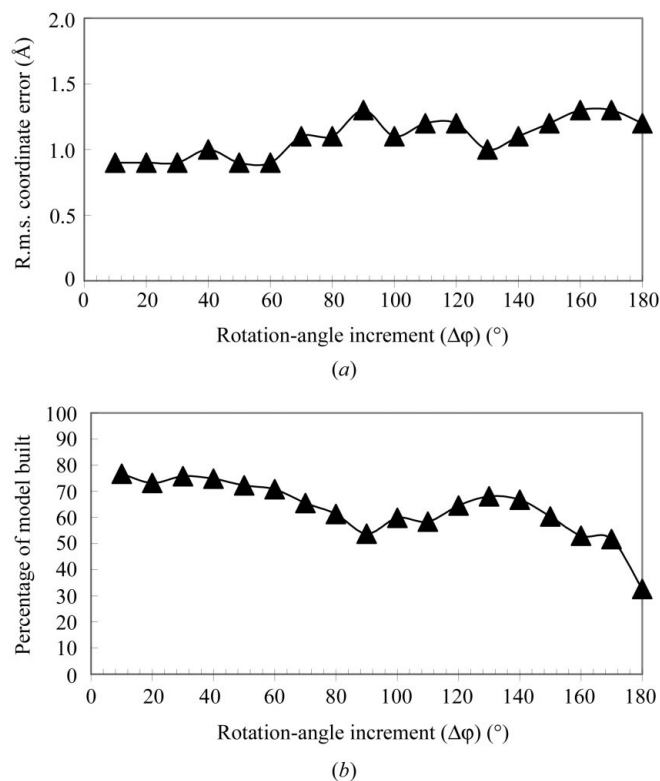 2.0
1.5
1.0
0.5
0
R.m.s. coordinate error (Å)
0 20 40 60 80 100 120 140 160 180
Rotation-angle increment (Δφ) (°)
(a)
100
90
80
70
60
50
40
30
20
10
0
Percentage of model built
0 20 40 60 80 100 120 140 160 180
Rotation-angle increment (Δφ) (°)
(b)